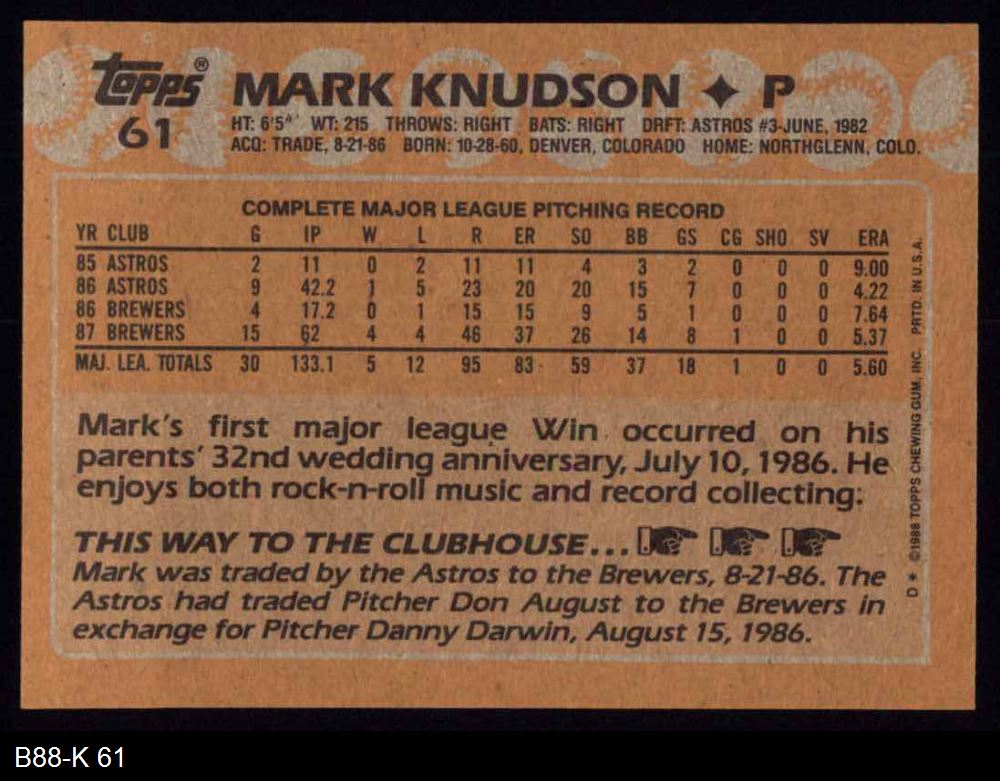 topps® MARK KNUDSON ✦ P
61 HT: 6'5" WT: 215 THROWS: RIGHT BATS: RIGHT DRFT: ASTROS #3-JUNE, 1982
ACQ: TRADE, 8-21-86 BORN: 10-28-60, DENVER, COLORADO HOME: NORTHGLENN, COLO.
COMPLETE MAJOR LEAGUE PITCHING RECORD
YR CLUB G IP W L R ER SO BB GS CG SHO SV ERA
85 ASTROS 2 11 0 2 11 11 4 3 2 0 0 0 9.00
86 ASTROS 9 42.2 1 5 23 20 20 15 7 0 0 0 4.22
86 BREWERS 4 17.2 0 1 15 15 9 5 1 0 0 0 7.64
87 BREWERS 15 62 4 4 46 37 26 14 8 1 0 0 5.37
MAJ. LEA. TOTALS 30 133.1 5 12 95 83 59 37 18 1 0 0 5.60
Mark's first major league Win occurred on his
parents' 32nd wedding anniversary, July 10, 1986. He
enjoys both rock-n-roll music and record collecting.
THIS WAY TO THE CLUBHOUSE...
Mark was traded by the Astros to the Brewers, 8-21-86. The
Astros had traded Pitcher Don August to the Brewers in
exchange for Pitcher Danny Darwin, August 15, 1986.
D* ©1988 TOPPS CHEWING GUM, INC. PRTD. IN U.S.A.
B88-K 61